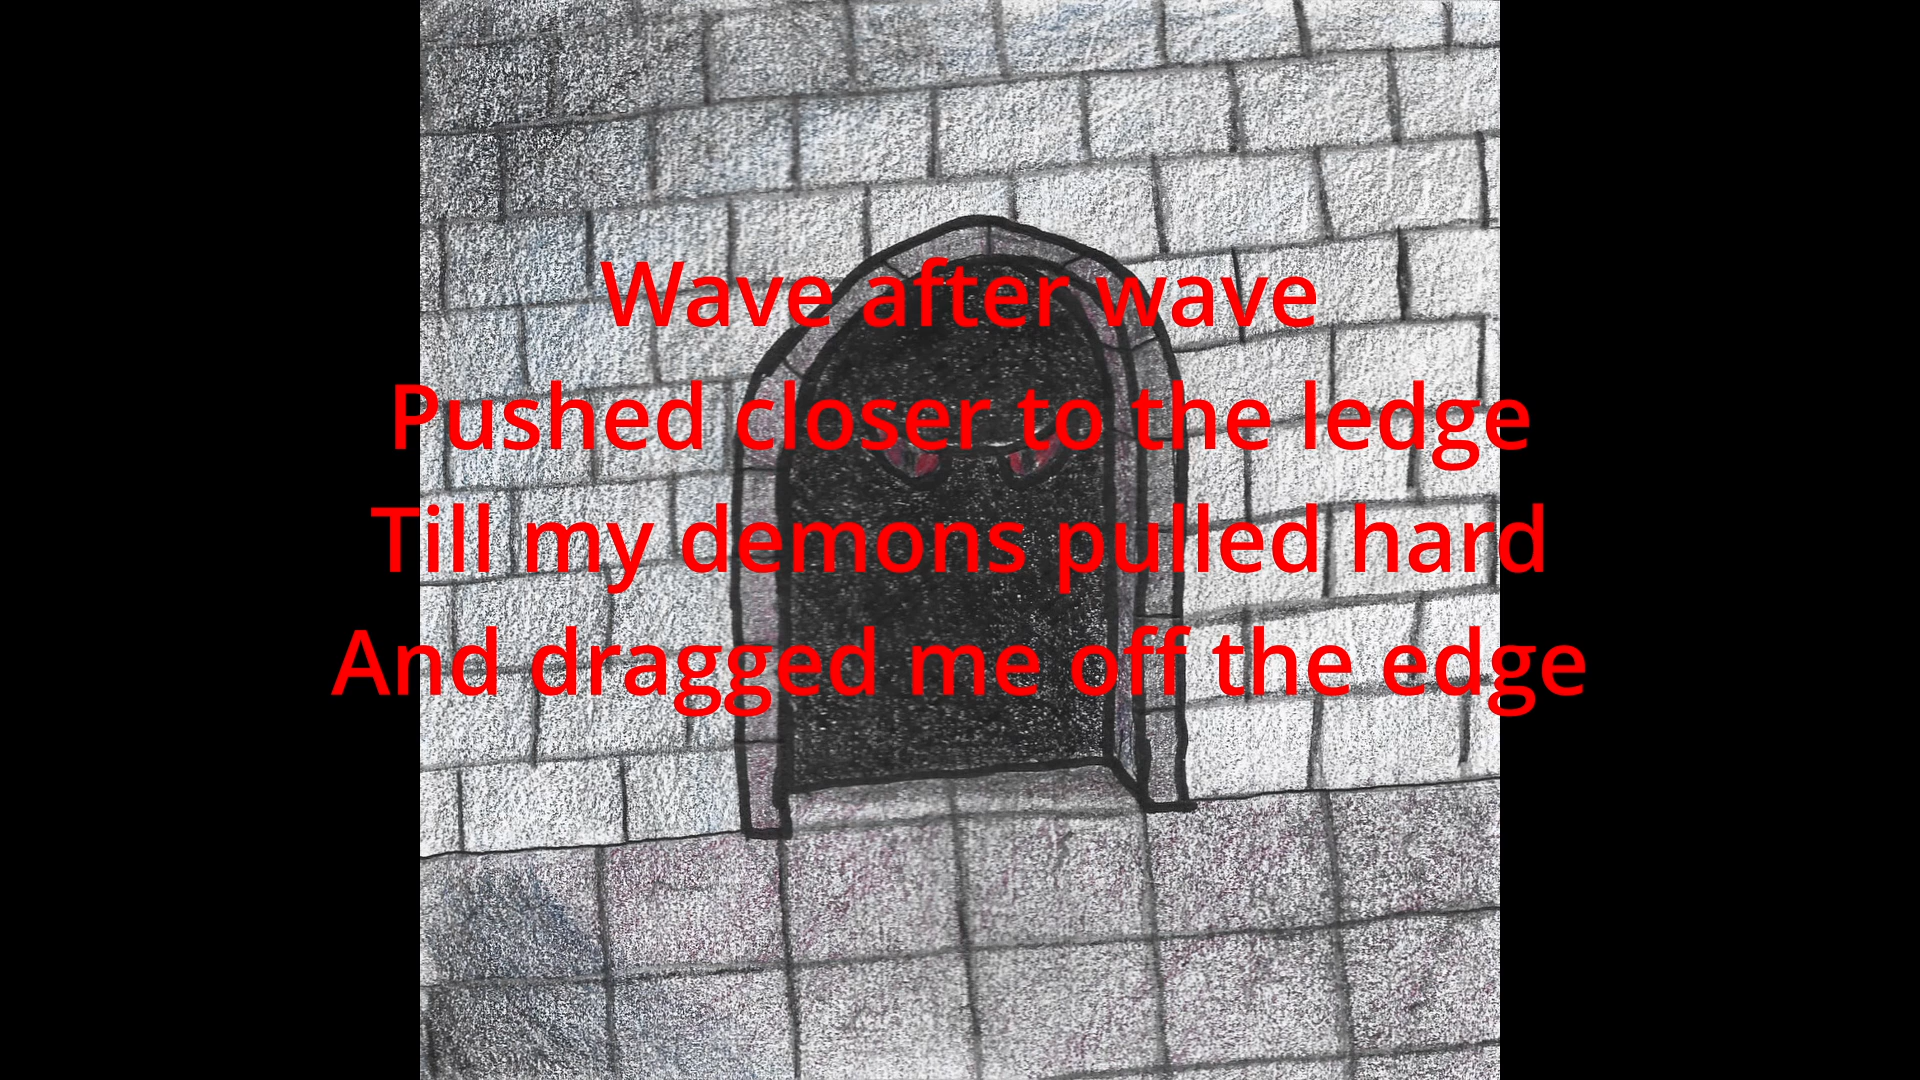 Wave after wave
Pushed closer to the ledge
Till my demons pulled hard
And dragged me off the edge